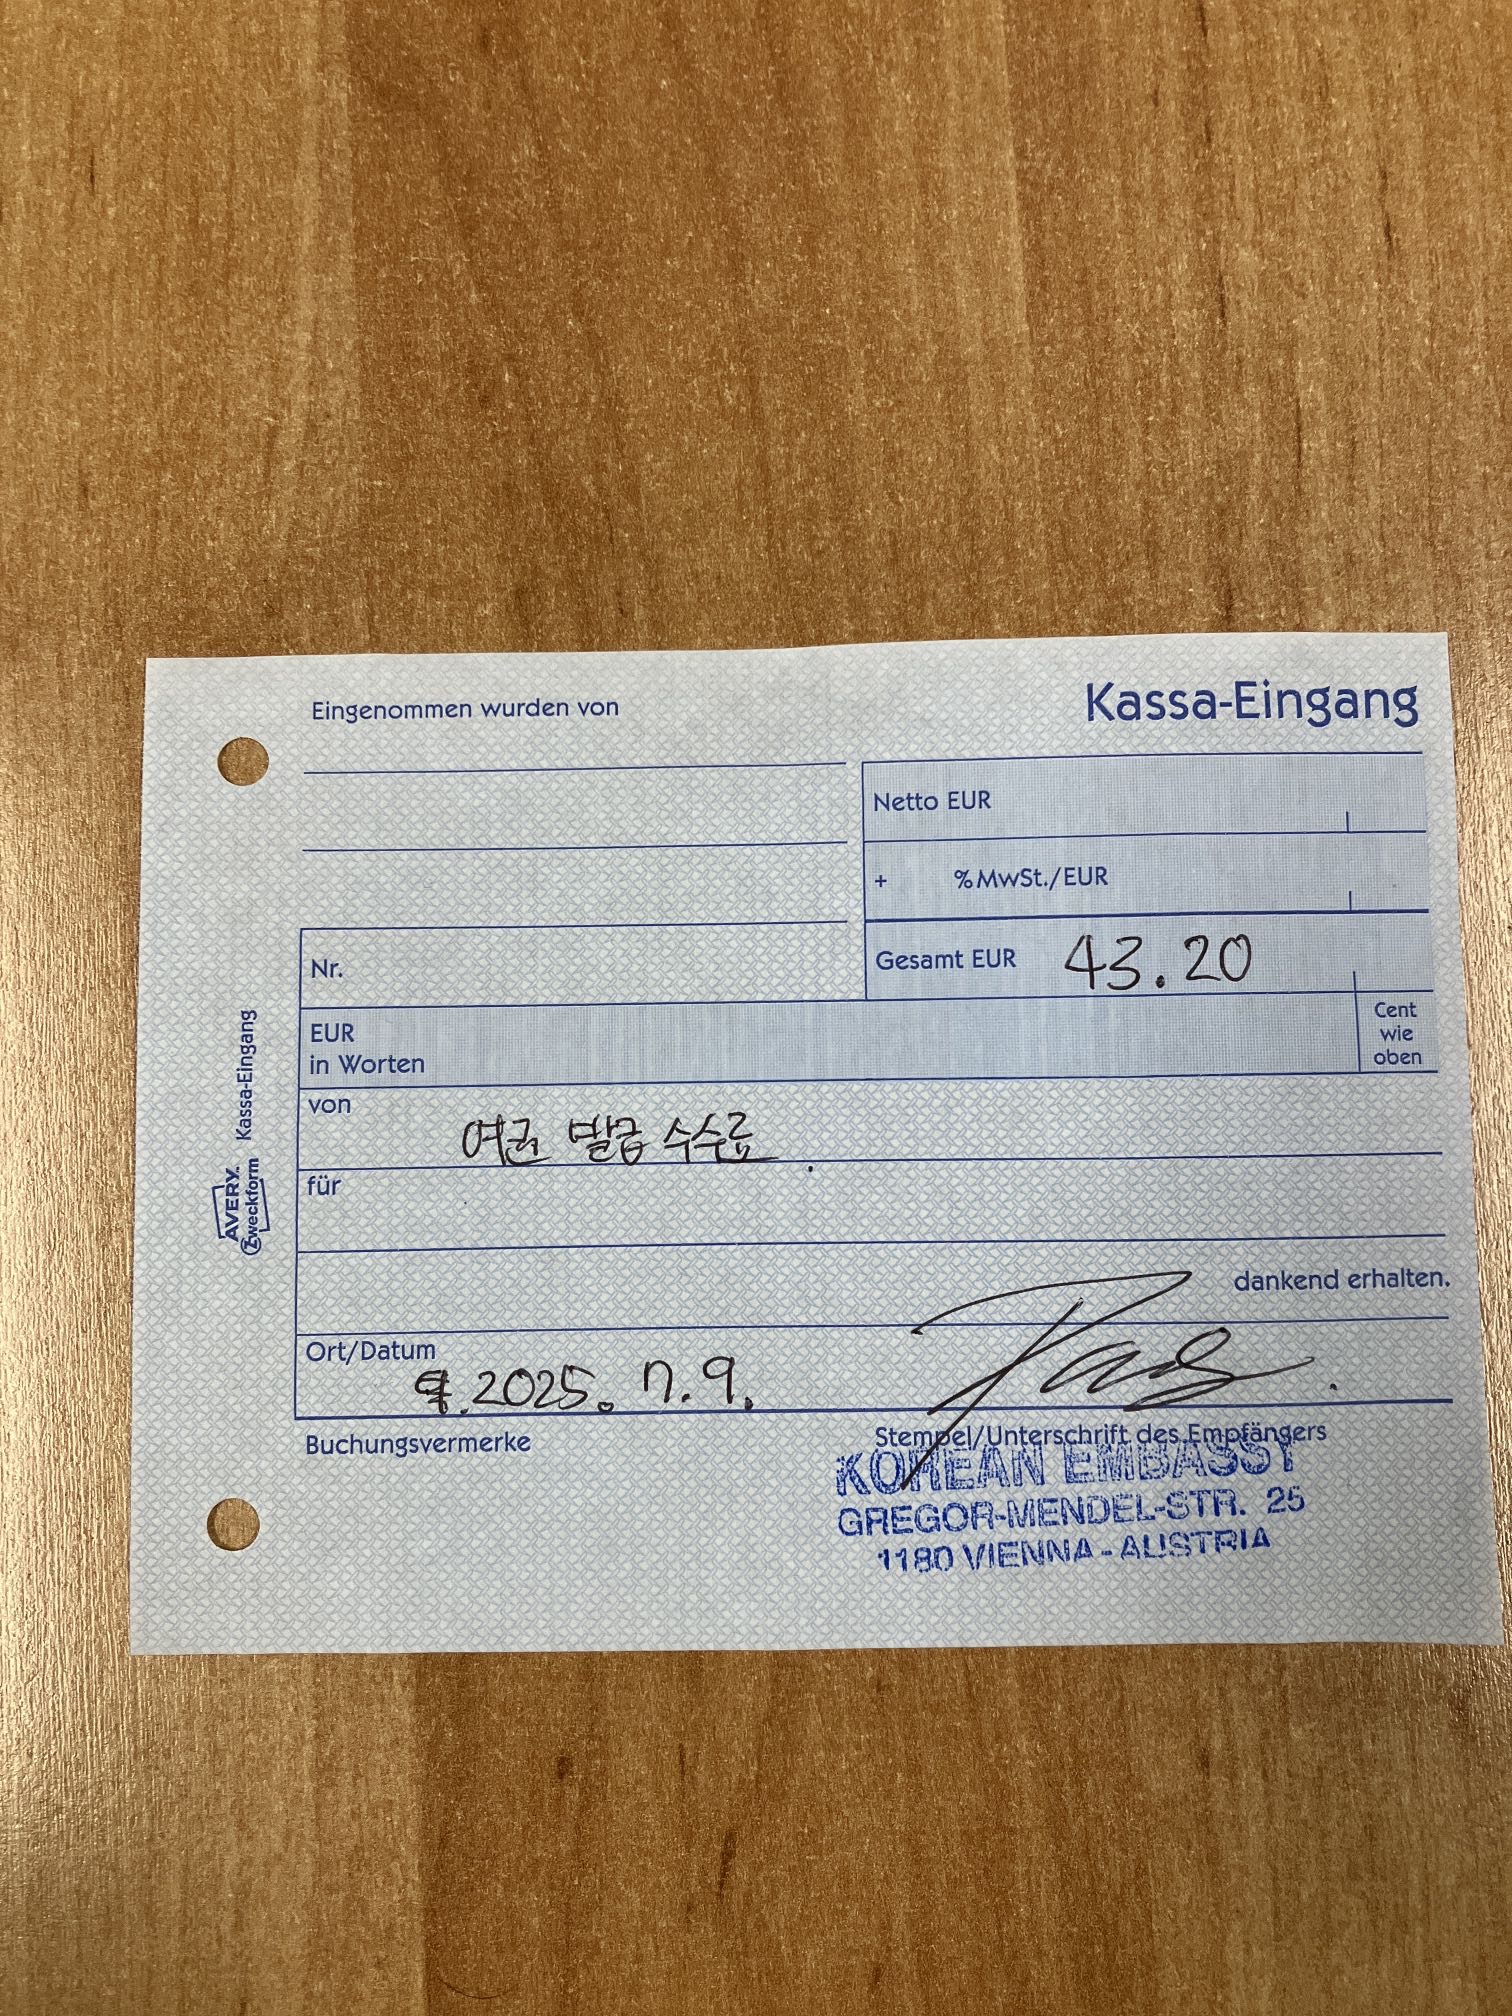 Eingenommen wurden von
Kassa-Eingang
Netto EUR
+ % MwSt./EUR
Nr.
Gesamt EUR 43.20
EUR
in Worten
Cent
wie
oben
von
여권 발급 수수료.
für
dankend erhalten.
Ort/Datum
2025. 7. 9.
Buchungsvermerke
Stempel/Unterschrift des Empfängers
KOREAN EMBASSY
GREGOR-MENDEL-STR. 25
1180 VIENNA - AUSTRIA
AVERY
Zweckform
Kassa-Eingang